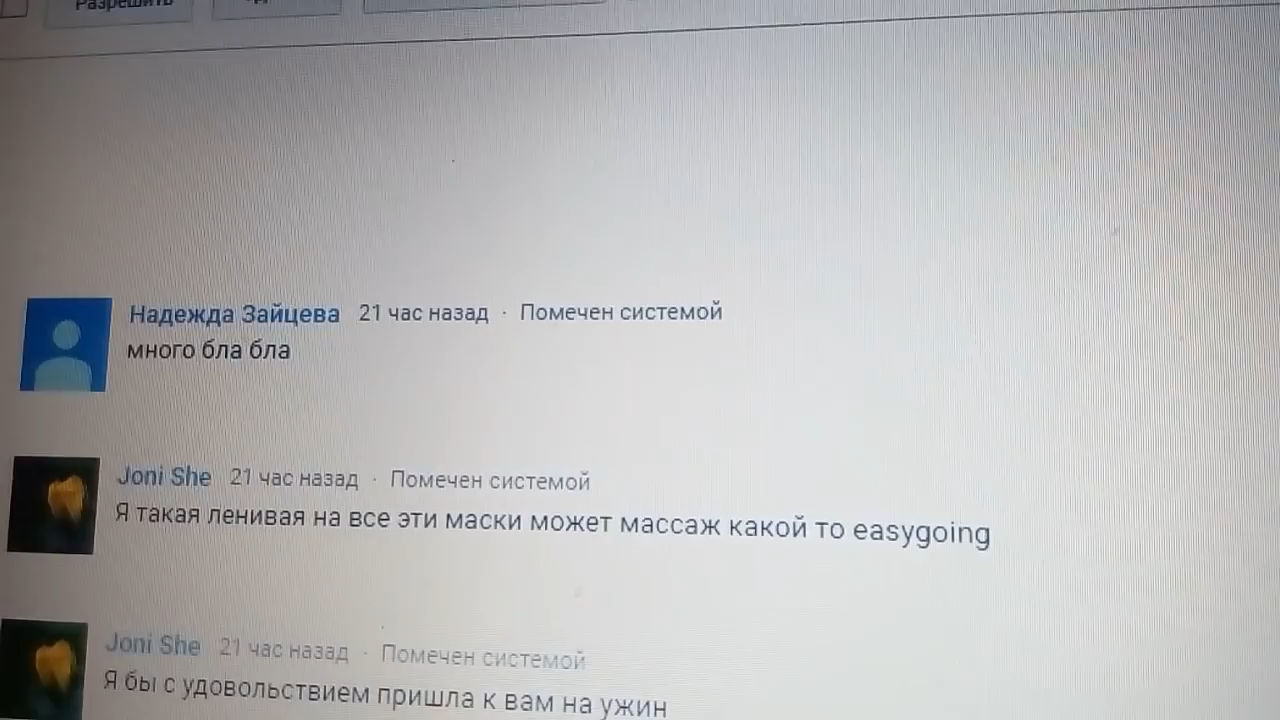 Разрешить
Надежда Зайцева 21 час назад · Помечен системой
много бла бла
Joni She 21 час назад · Помечен системой
Я такая ленивая на все эти маски может массаж какой то easygoing
Joni She 21 час назад · Помечен системой
Я бы с удовольствием пришла к вам на ужин